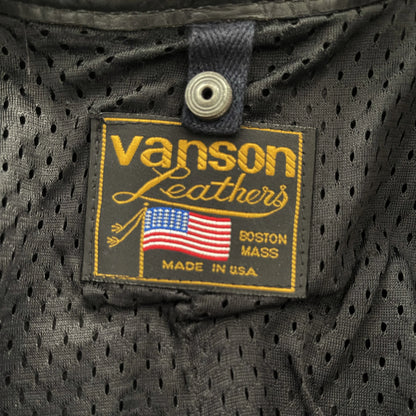 vanson
Leathers
BOSTON
MASS
MADE IN U.S.A